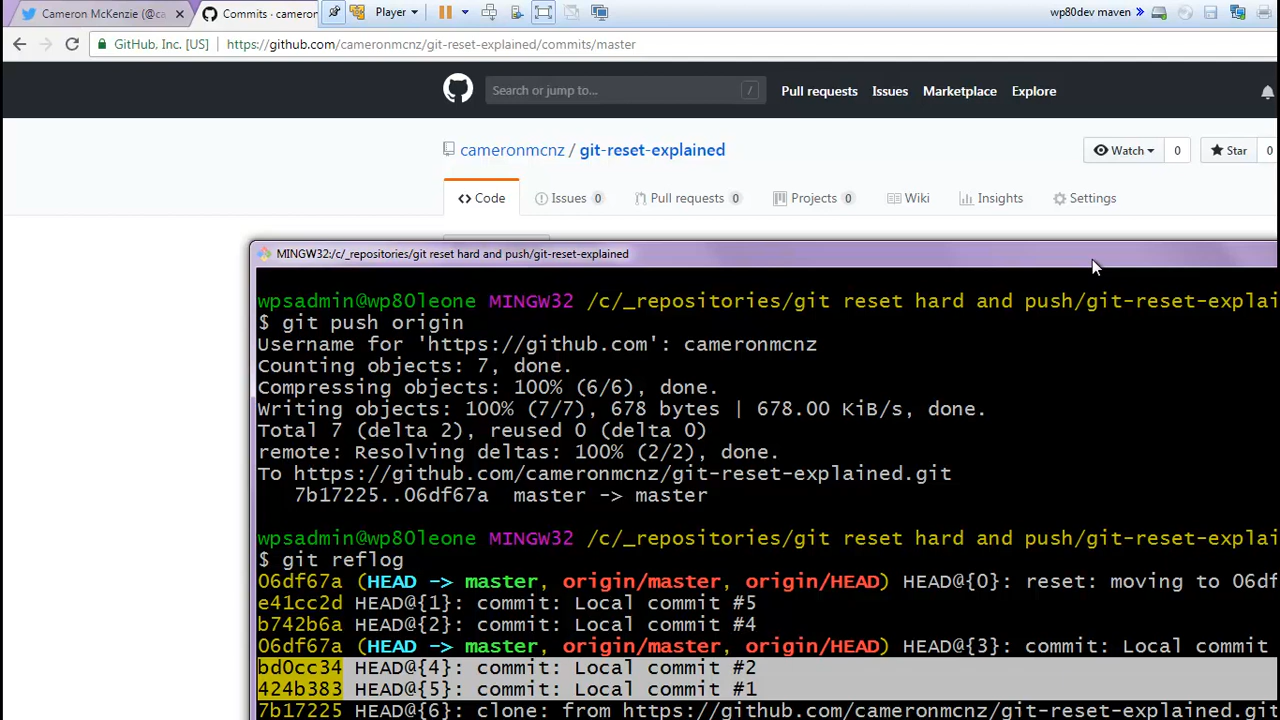 Cameron McKenzie (@ca
Commits · cameron
Player
wp80dev maven »
GitHub, Inc. [US]
https://github.com/cameronmcnz/git-reset-explained/commits/master
Search or jump to...
/
Pull requests
Issues
Marketplace
Explore
cameronmcnz / git-reset-explained
Watch
0
Star
0
<> Code
Issues 0
Pull requests 0
Projects 0
Wiki
Insights
Settings
MINGW32:/c/_repositories/git reset hard and push/git-reset-explained
wpsadmin@wp80leone MINGW32 /c/_repositories/git reset hard and push/git-reset-explai
$ git push origin
Username for 'https://github.com': cameronmcnz
Counting objects: 7, done.
Compressing objects: 100% (6/6), done.
Writing objects: 100% (7/7), 678 bytes | 678.00 KiB/s, done.
Total 7 (delta 2), reused 0 (delta 0)
remote: Resolving deltas: 100% (2/2), done.
To https://github.com/cameronmcnz/git-reset-explained.git
7b17225..06df67a  master -> master
wpsadmin@wp80leone MINGW32 /c/_repositories/git reset hard and push/git-reset-explai
$ git reflog
06df67a (HEAD -> master, origin/master, origin/HEAD) HEAD@{0}: reset: moving to 06df
e41cc2d HEAD@{1}: commit: Local commit #5
b742b6a HEAD@{2}: commit: Local commit #4
06df67a (HEAD -> master, origin/master, origin/HEAD) HEAD@{3}: commit: Local commit
bd0cc34 HEAD@{4}: commit: Local commit #2
424b383 HEAD@{5}: commit: Local commit #1
7b17225 HEAD@{6}: clone: from https://github.com/cameronmcnz/git-reset-explained.git